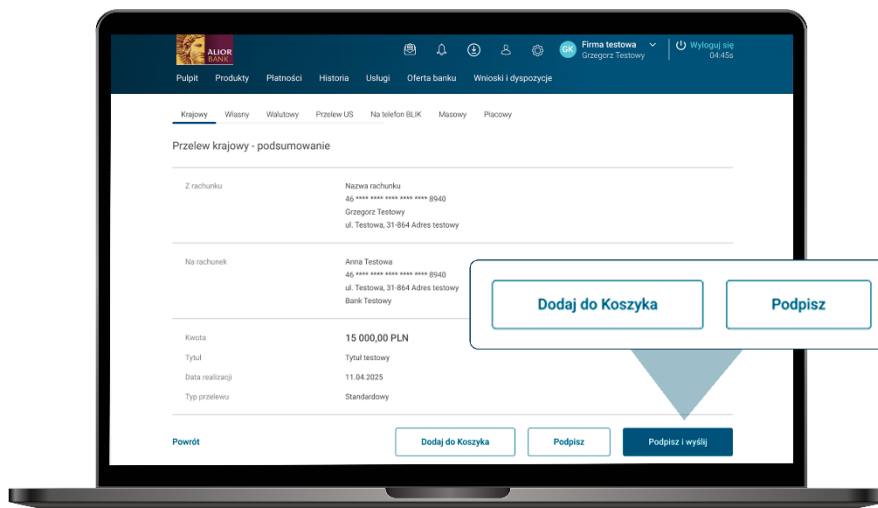 ALIOR
BANK
GK
Firma testowa
Grzegorz Testowy
Wyloguj się
04:45s
Pulpit Produkty Płatności Historia Usługi Oferta banku Wnioski i dyspozycje
Krajowy Własny Walutowy Przelew US Na telefon BLIK Masowy Płacowy
Przelew krajowy - podsumowanie
Z rachunku
Nazwa rachunku
46 **** **** **** **** **** 8940
Grzegorz Testowy
ul. Testowa, 31-864 Adres testowy
Na rachunek
Anna Testowa
46 **** **** **** **** **** 8940
ul. Testowa, 31-864 Adres testowy
Bank Testowy
Dodaj do Koszyka Podpisz
Kwota 15 000,00 PLN
Tytuł Tytuł testowy
Data realizacji 11.04.2025
Typ przelewu Standardowy
Powrót Dodaj do Koszyka Podpisz Podpisz i wyślij